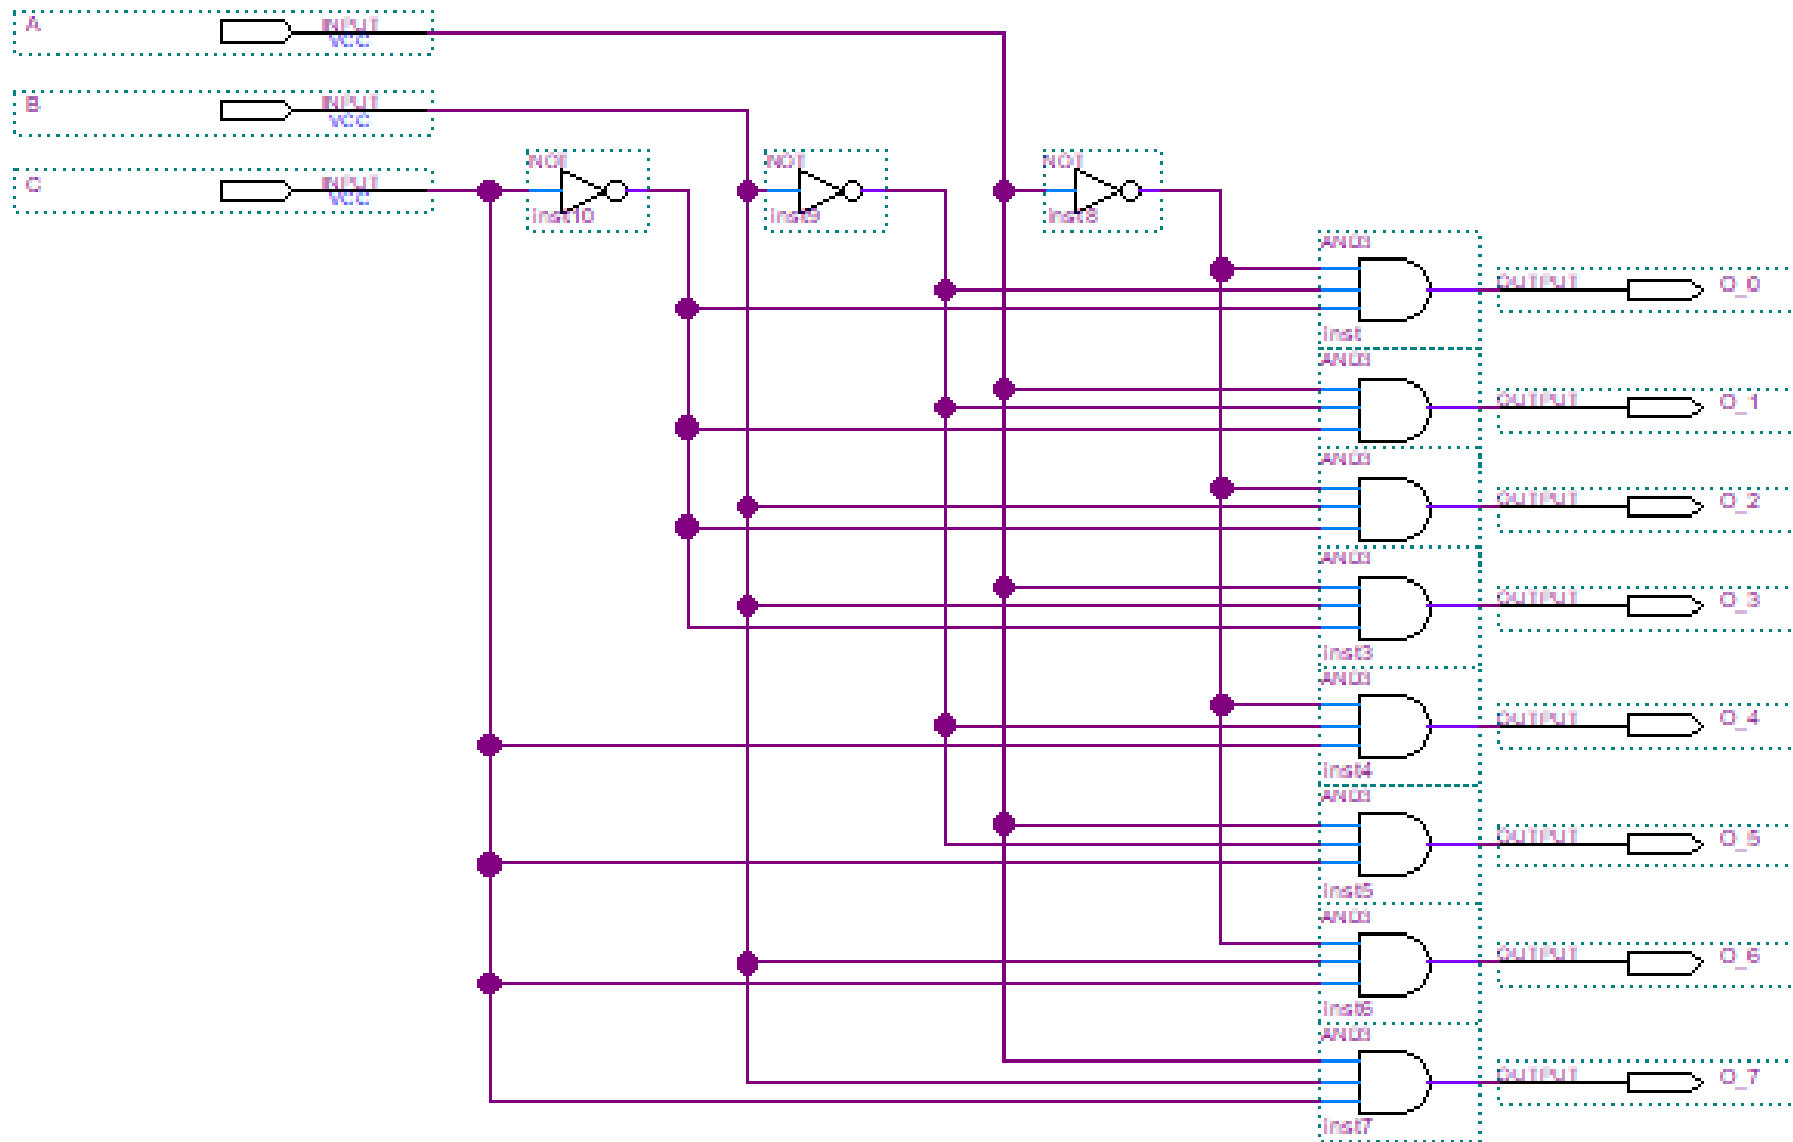 A INPUT
VCC
B INPUT
VCC
C INPUT
VCC
NOT NOT NOT
inst10 inst9 inst8
AND3
OUTPUT O_0
inst
AND3
OUTPUT O_1
AND3
OUTPUT O_2
AND3
OUTPUT O_3
inst3
AND3
OUTPUT O_4
inst4
AND3
OUTPUT O_5
inst5
AND3
OUTPUT O_6
inst6
AND3
OUTPUT O_7
inst7